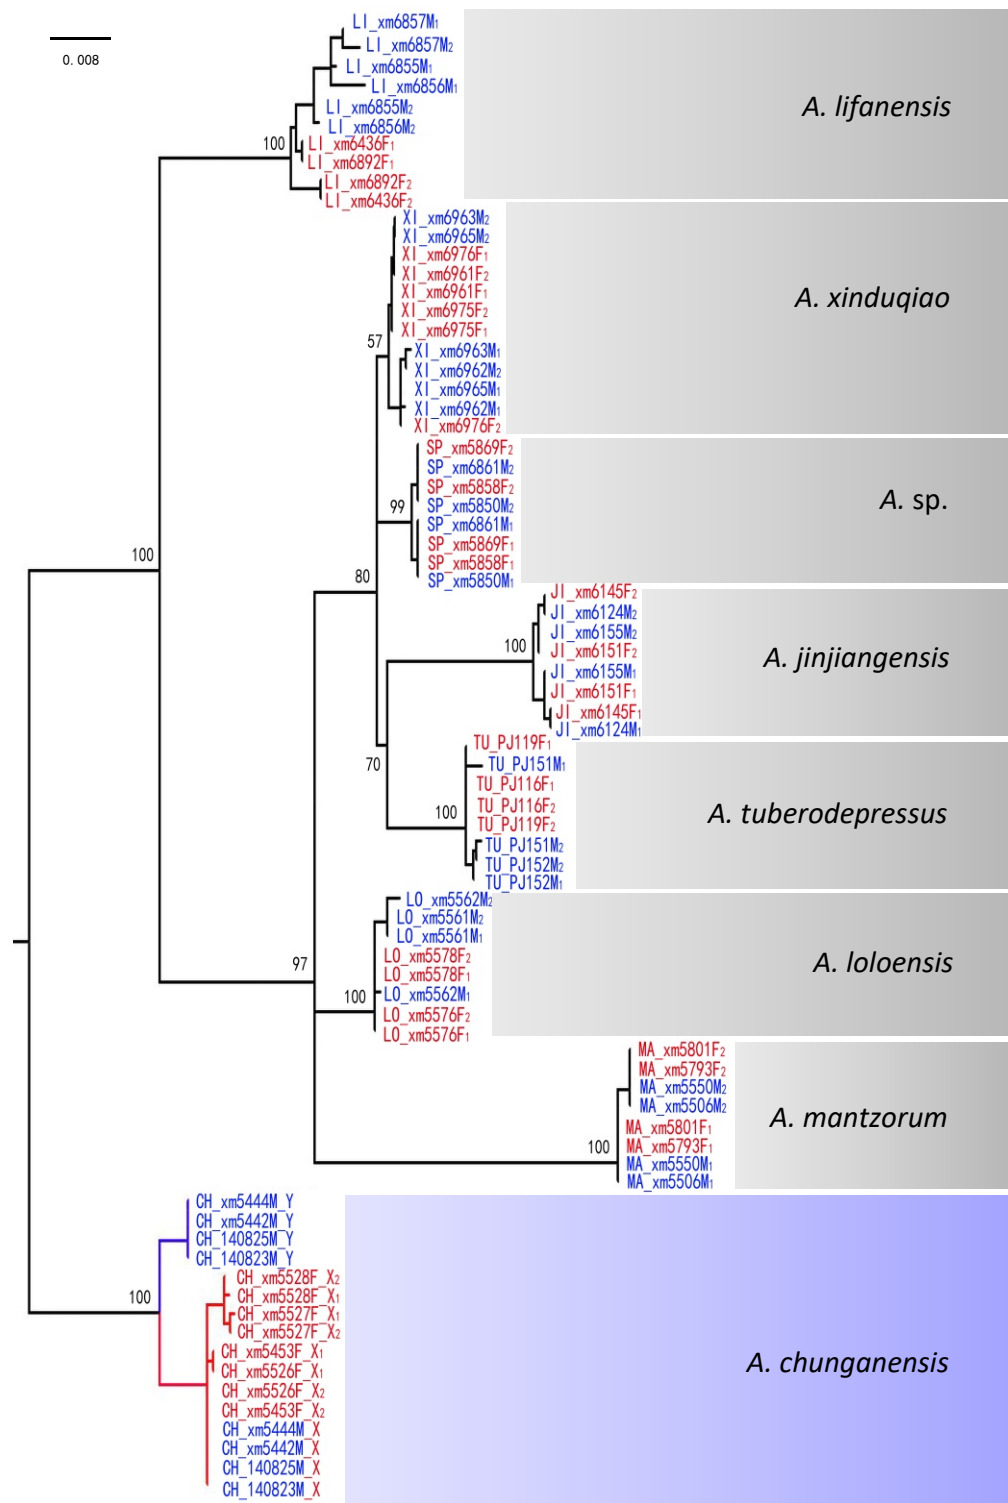 0. 008
LI_xm6857M1
LI_xm6857M2
LI_xm6855M1
LI_xm6856M1
LI_xm6855M2
LI_xm6856M2
100
LI_xm6436F1
LI_xm6892F1
LI_xm6892F2
LI_xm6436F2
A. lifanensis
XI_xm6963M2
XI_xm6965M2
XI_xm6976F1
XI_xm6961F2
XI_xm6961F1
XI_xm6975F2
XI_xm6975F1
57
XI_xm6963M1
XI_xm6962M2
XI_xm6965M1
XI_xm6962M1
XI_xm6976F2
A. xinduqiao
SP_xm5869F2
SP_xm6861M2
SP_xm5858F2
SP_xm5850M2
99
SP_xm6861M1
SP_xm5869F1
SP_xm5858F1
SP_xm5850M1
A. sp.
100
80
JI_xm6145F2
JI_xm6124M2
JI_xm6155M2
JI_xm6151F2
100
JI_xm6155M1
JI_xm6151F1
JI_xm6145F1
JI_xm6124M1
A. jinjiangensis
70
TU_PJ119F1
TU_PJ151M1
TU_PJ116F1
TU_PJ116F2
100
TU_PJ119F2
TU_PJ151M2
TU_PJ152M2
TU_PJ152M1
A. tuberodepressus
97
LO_xm5562M2
LO_xm5561M2
LO_xm5561M1
LO_xm5578F2
LO_xm5578F1
100
LO_xm5562M1
LO_xm5576F2
LO_xm5576F1
A. loloensis
MA_xm5801F2
MA_xm5793F2
MA_xm5550M2
MA_xm5506M2
MA_xm5801F1
100
MA_xm5793F1
MA_xm5550M1
MA_xm5506M1
A. mantzorum
CH_xm5444M_Y
CH_xm5442M_Y
CH_140825M_Y
CH_140823M_Y
100
CH_xm5528F_X2
CH_xm5528F_X1
CH_xm5527F_X1
CH_xm5527F_X2
CH_xm5453F_X1
CH_xm5526F_X1
CH_xm5526F_X2
CH_xm5453F_X2
CH_xm5444M_X
CH_xm5442M_X
CH_140825M_X
CH_140823M_X
A. chunganensis